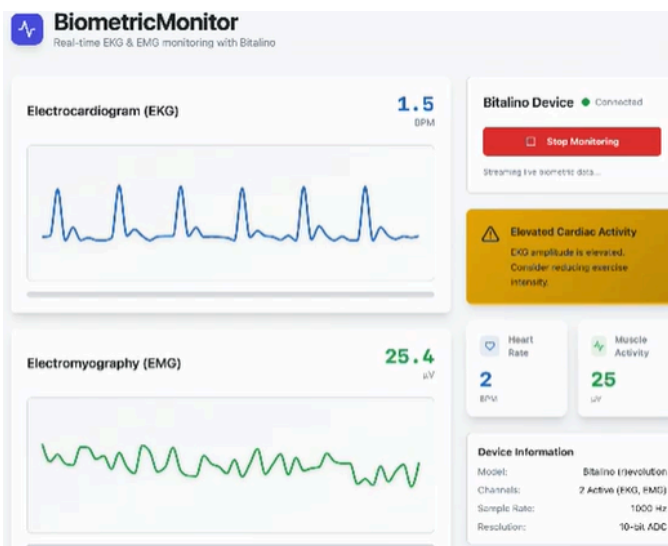 BiometricMonitor
Real-time EKG & EMG monitoring with Bitalino
Electrocardiogram (EKG)
1.5
BPM
Electromyography (EMG)
25.4
μV
Bitalino Device
Connected
Stop Monitoring
Streaming live biometric data...
Elevated Cardiac Activity
EKG amplitude is elevated.
Consider reducing exercise
intensity.
Heart
Rate
2
BPM
Muscle
Activity
25
μV
Device Information
Model:
Bitalino (r)evolution
Channels:
2 Active (EKG, EMG)
Sample Rate:
1000 Hz
Resolution:
10-bit ADC